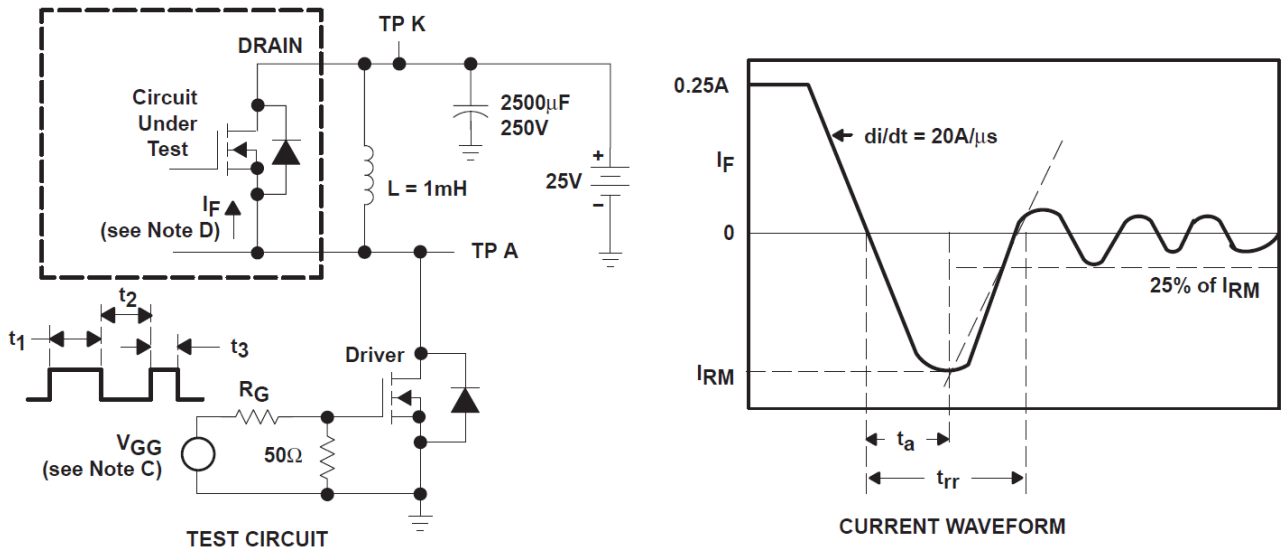 TP K
DRAIN
Circuit
Under
Test
2500µF
250V
+
25V
−
L = 1mH
IF
(see Note D)
TP A
t2
t1
t3
Driver
RG
VGG
(see Note C)
50Ω
TEST CIRCUIT
0.25A
di/dt = 20A/µs
IF
0
25% of IRM
IRM
ta
trr
CURRENT WAVEFORM